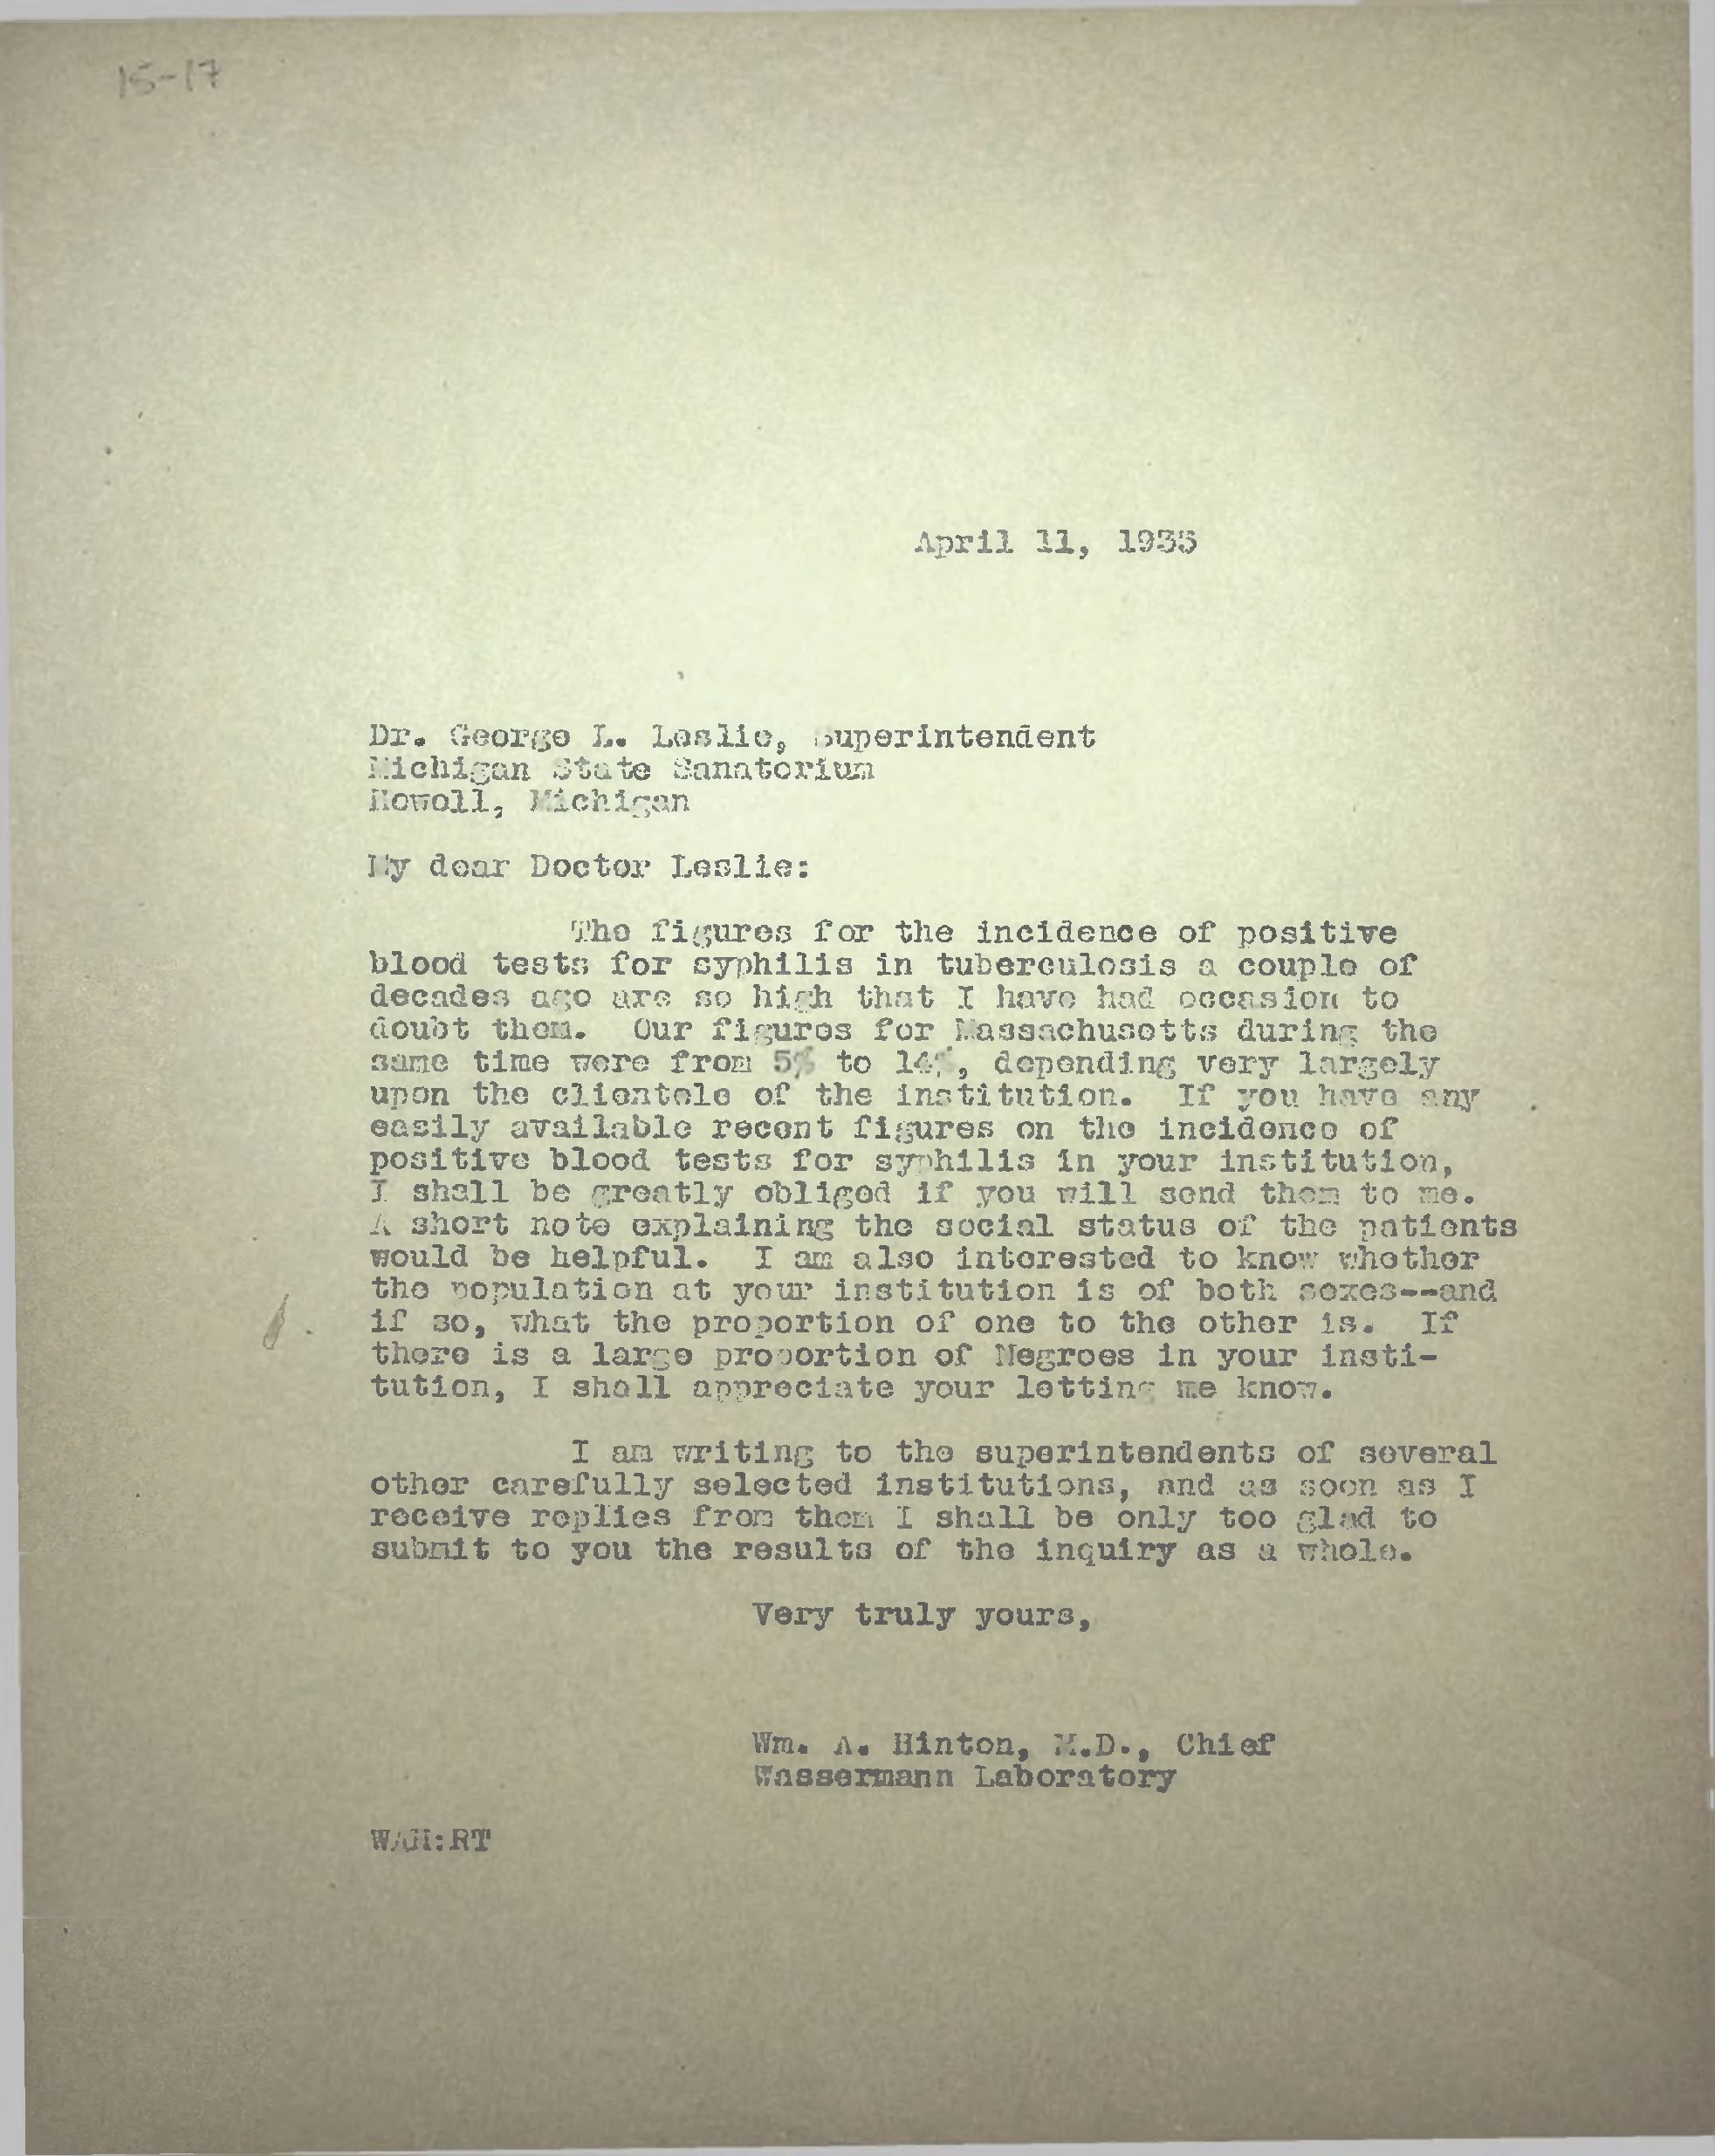 15-17
April 11, 1935
Dr. George L. Leslie, Superintendent
Michigan State Sanatorium
Howell, Michigan
My dear Doctor Leslie:
The figures for the incidence of positive
blood tests for syphilis in tuberculosis a couple of
decades ago are so high that I have had occasion to
doubt them. Our figures for Massachusetts during the
same time were from 5% to 14%, depending very largely
upon the clientele of the institution. If you have any
easily available recent figures on the incidence of
positive blood tests for syphilis in your institution,
I shall be greatly obliged if you will send them to me.
A short note explaining the social status of the patients
would be helpful. I am also interested to know whether
the population at your institution is of both sexes--and
if so, what the proportion of one to the other is. If
there is a large proportion of Negroes in your insti-
tution, I shall appreciate your letting me know.
I am writing to the superintendents of several
other carefully selected institutions, and as soon as I
receive replies from them I shall be only too glad to
submit to you the results of the inquiry as a whole.
Very truly yours,
Wm. A. Hinton, M.D., Chief
Wassermann Laboratory
WAH:RT